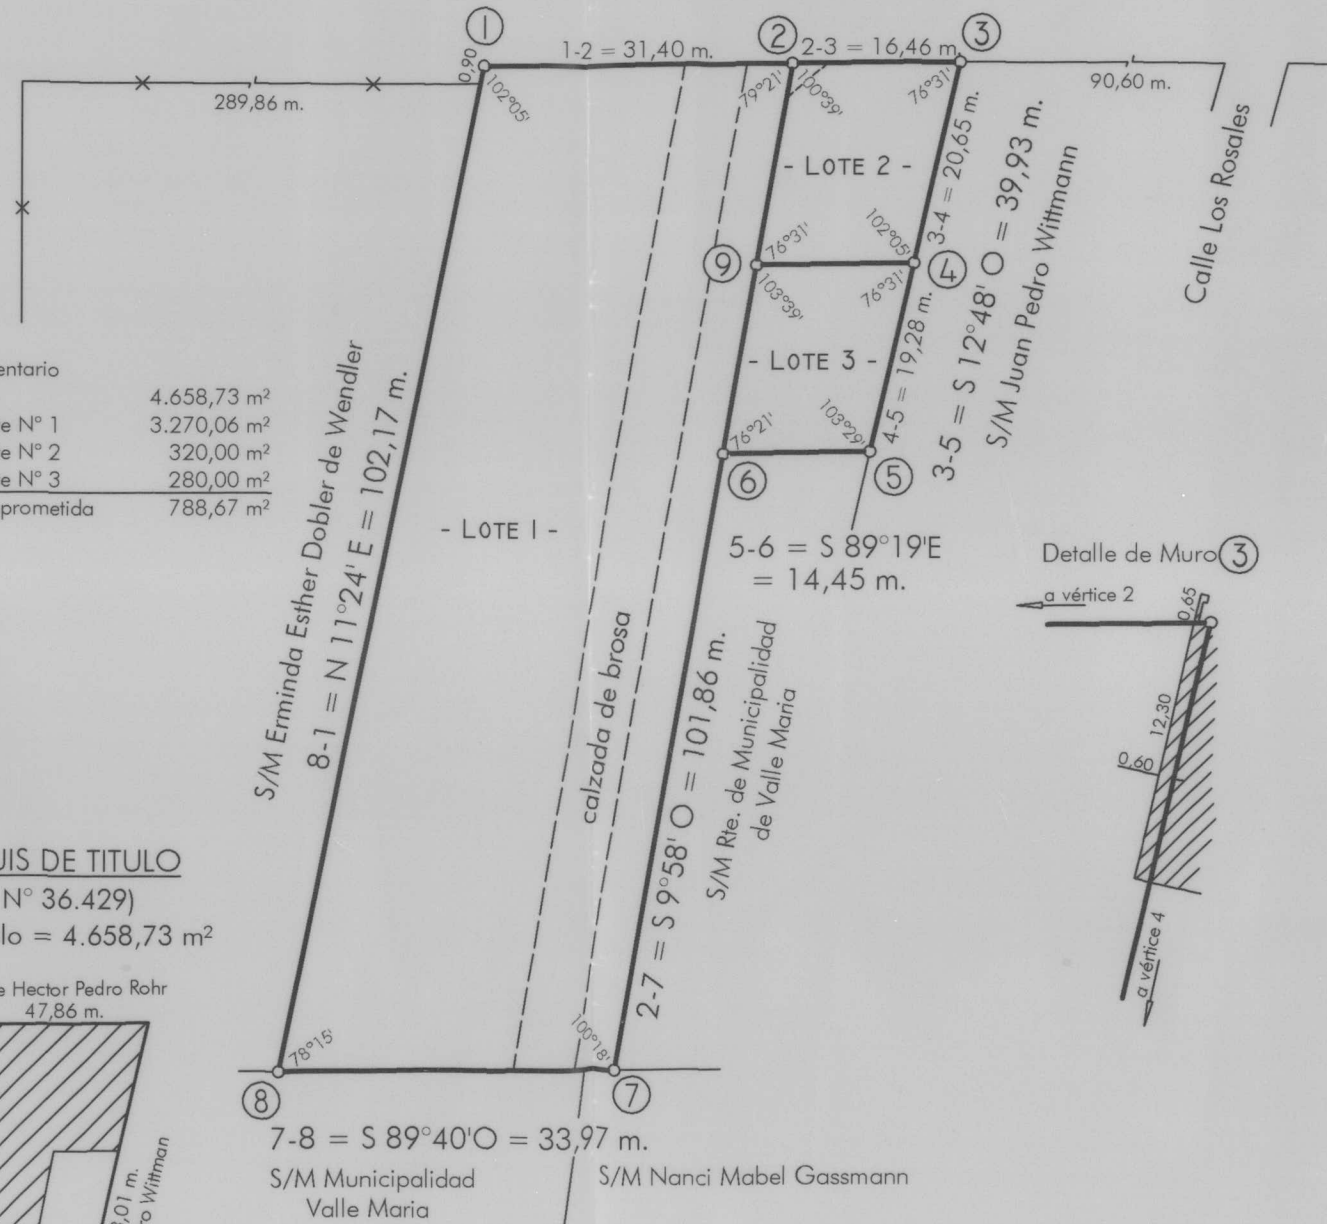 1
1-2 = 31,40 m.
2
2-3 = 16,46 m
3
0,90
102°05'
289,86 m.
79°21'
100°39'
76°31'
90,60 m.
Calle Los Rosales
- LOTE 2 -
3-4 = 20,65 m.
3-5 = S 12°48' O = 39,93 m.
S/M Juan Pedro Wittmann
9
76°31'
102°05'
4
103°39'
76°31'
- LOTE 3 -
4-5 = 19,28 m.
76°21'
103°29'
6
5
entario
4.658,73 m²
e N° 1 3.270,06 m²
e N° 2 320,00 m²
e N° 3 280,00 m²
prometida 788,67 m²
S/M Erminda Esther Dobler de Wendler
8-1 = N 11°24' E = 102,17 m.
- LOTE 1 -
calzada de brosa
5-6 = S 89°19'E
= 14,45 m.
2-7 = S 9°58' O = 101,86 m.
S/M Rte. de Municipalidad
de Valle Maria
Detalle de Muro 3
a vértice 2
0,65
12,30
0,60
a vértice 4
UIS DE TITULO
N° 36.429)
lo = 4.658,73 m²
e Hector Pedro Rohr
47,86 m.
,01 m.
ro Wittman
78°15'
100°18'
8
7
7-8 = S 89°40'O = 33,97 m.
S/M Municipalidad
Valle Maria
S/M Nanci Mabel Gassmann